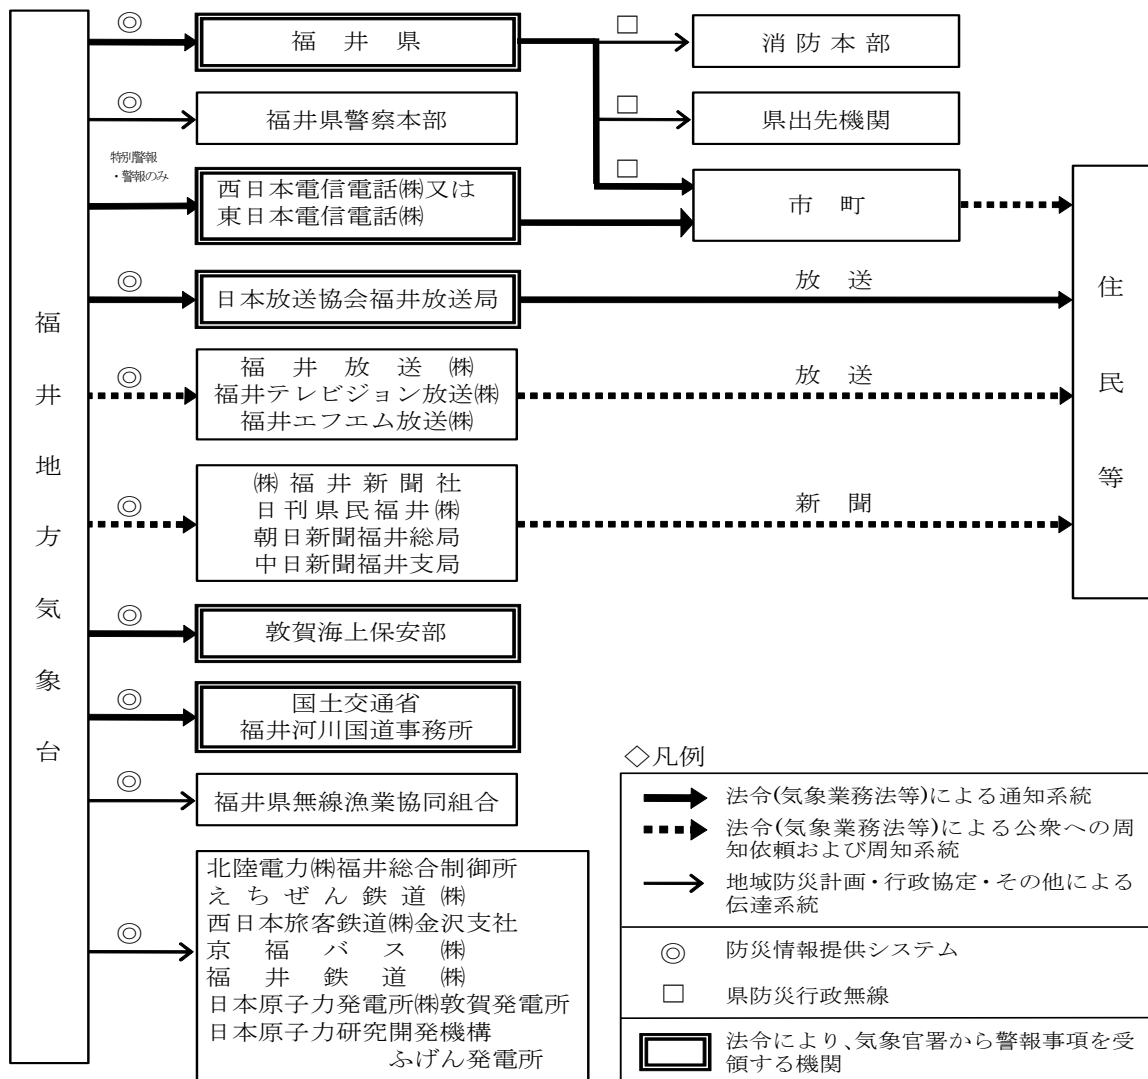 福井地方気象台
◎
福井県
□
消防本部
◎
福井県警察本部
□
県出先機関
特別警報
・警報のみ
西日本電信電話㈱又は
東日本電信電話㈱
□
市町
◎
日本放送協会福井放送局
放送
◎
福井放送㈱
福井テレビジョン放送㈱
福井エフエム放送㈱
放送
◎
㈱福井新聞社
日刊県民福井㈱
朝日新聞福井総局
中日新聞福井支局
新聞
住民等
◎
敦賀海上保安部
◎
国土交通省
福井河川国道事務所
◎
福井県無線漁業協同組合
◎
北陸電力㈱福井総合制御所
えちぜん鉄道㈱
西日本旅客鉄道㈱金沢支社
京福バス㈱
福井鉄道㈱
日本原子力発電所㈱敦賀発電所
日本原子力研究開発機構
ふげん発電所
◇凡例
法令(気象業務法等)による通知系統
法令(気象業務法等)による公衆への周
知依頼および周知系統
地域防災計画・行政協定・その他による
伝達系統
◎ 防災情報提供システム
□ 県防災行政無線
法令により、気象官署から警報事項を受
領する機関